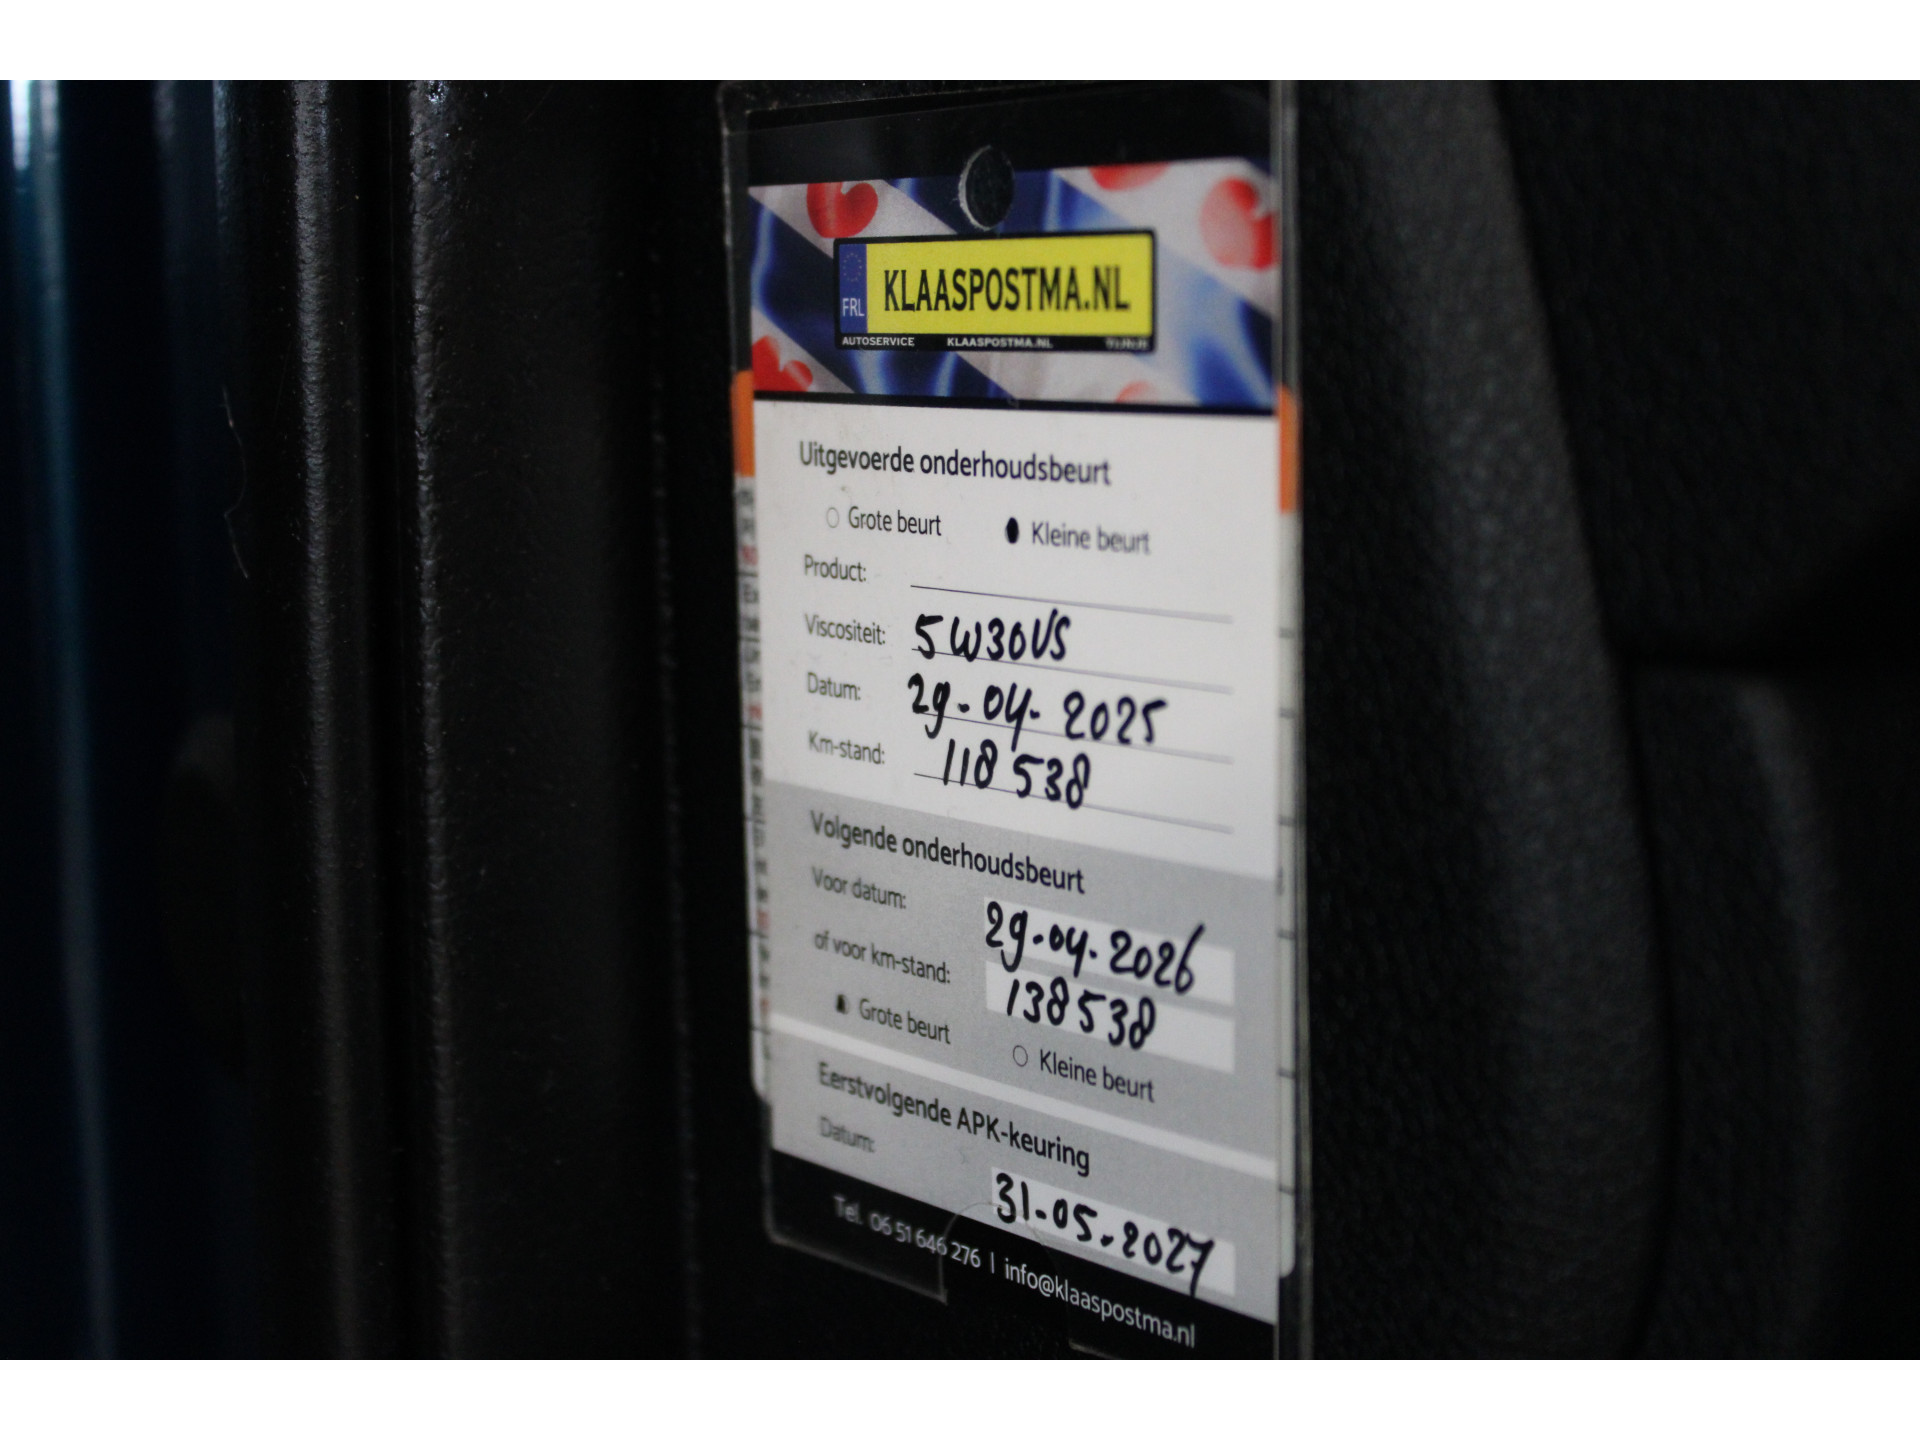 FRL KLAASPOSTMA.NL
AUTOSERVICE KLAASPOSTMA.NL
Uitgevoerde onderhoudsbeurt
Grote beurt Kleine beurt
Product:
Viscositeit: 5W30VS
Datum: 29-04-2025
Km-stand: 118 538
Volgende onderhoudsbeurt
Voor datum: 29-04-2026
of voor km-stand: 138538
Grote beurt Kleine beurt
Eerstvolgende APK-keuring
Datum: 31-05-2027
Tel. 06 51 646 276 | info@klaaspostma.nl